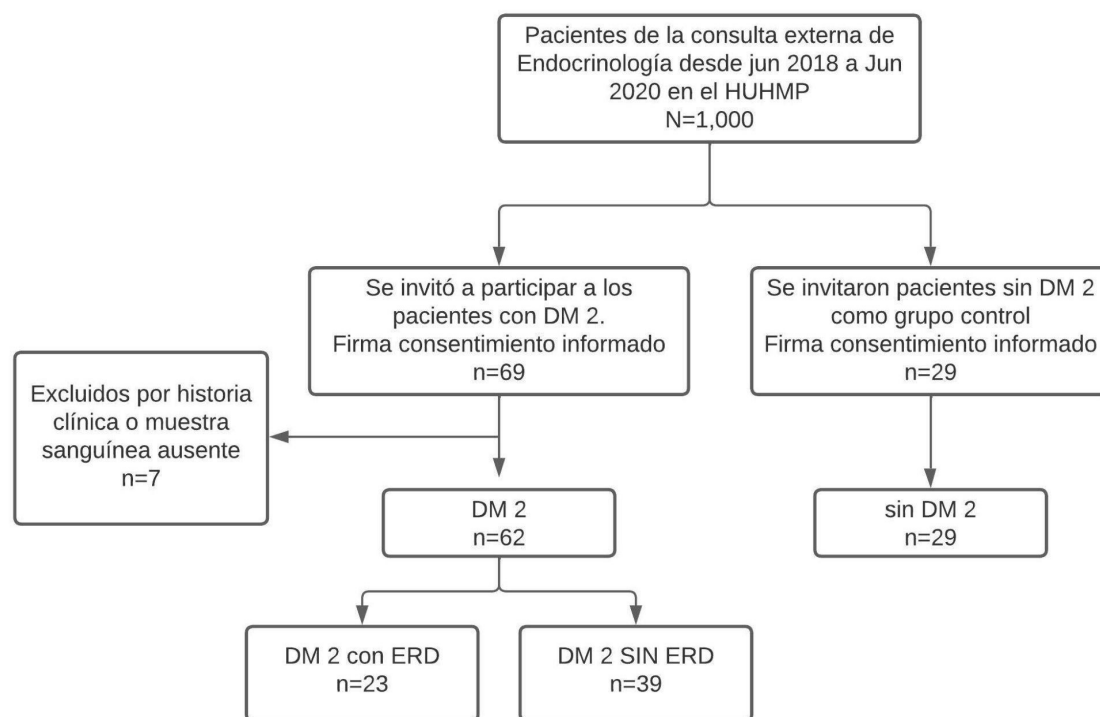 Pacientes de la consulta externa de
Endocrinología desde jun 2018 a Jun
2020 en el HUHMP
N=1,000
Se invitó a participar a los
pacientes con DM 2.
Firma consentimiento informado
n=69
Se invitaron pacientes sin DM 2
como grupo control
Firma consentimiento informado
n=29
Excluidos por historia
clínica o muestra
sanguínea ausente
n=7
DM 2
n=62
sin DM 2
n=29
DM 2 con ERD
n=23
DM 2 SIN ERD
n=39